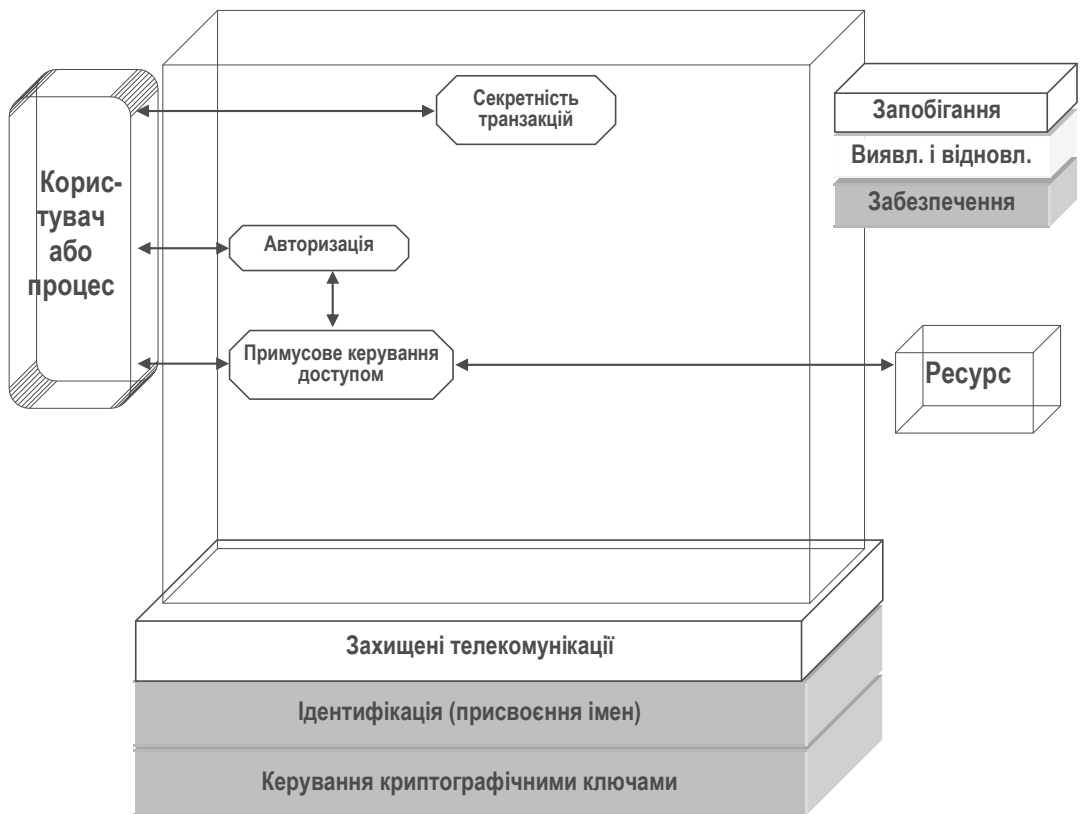 Секретність
транзакцій
Запобігання
Виявл. і відновл.
Забезпечення
Корис-
тувач
або
процес
Авторизація
Примусове керування
доступом
Ресурс
Захищені телекомунікації
Ідентифікація (присвоєння імен)
Керування криптографічними ключами